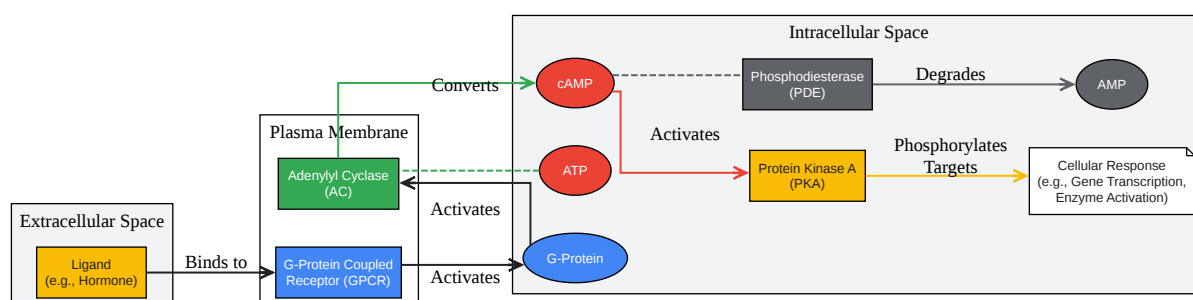 Intracellular Space
Converts
cAMP
Phosphodiesterase
(PDE)
Degrades
AMP
Plasma Membrane
Activates
Adenylyl Cyclase
(AC)
ATP
Protein Kinase A
(PKA)
Phosphorylates
Targets
Cellular Response
(e.g., Gene Transcription,
Enzyme Activation)
Activates
Extracellular Space
Ligand
(e.g., Hormone)
Binds to
G-Protein Coupled
Receptor (GPCR)
Activates
G-Protein